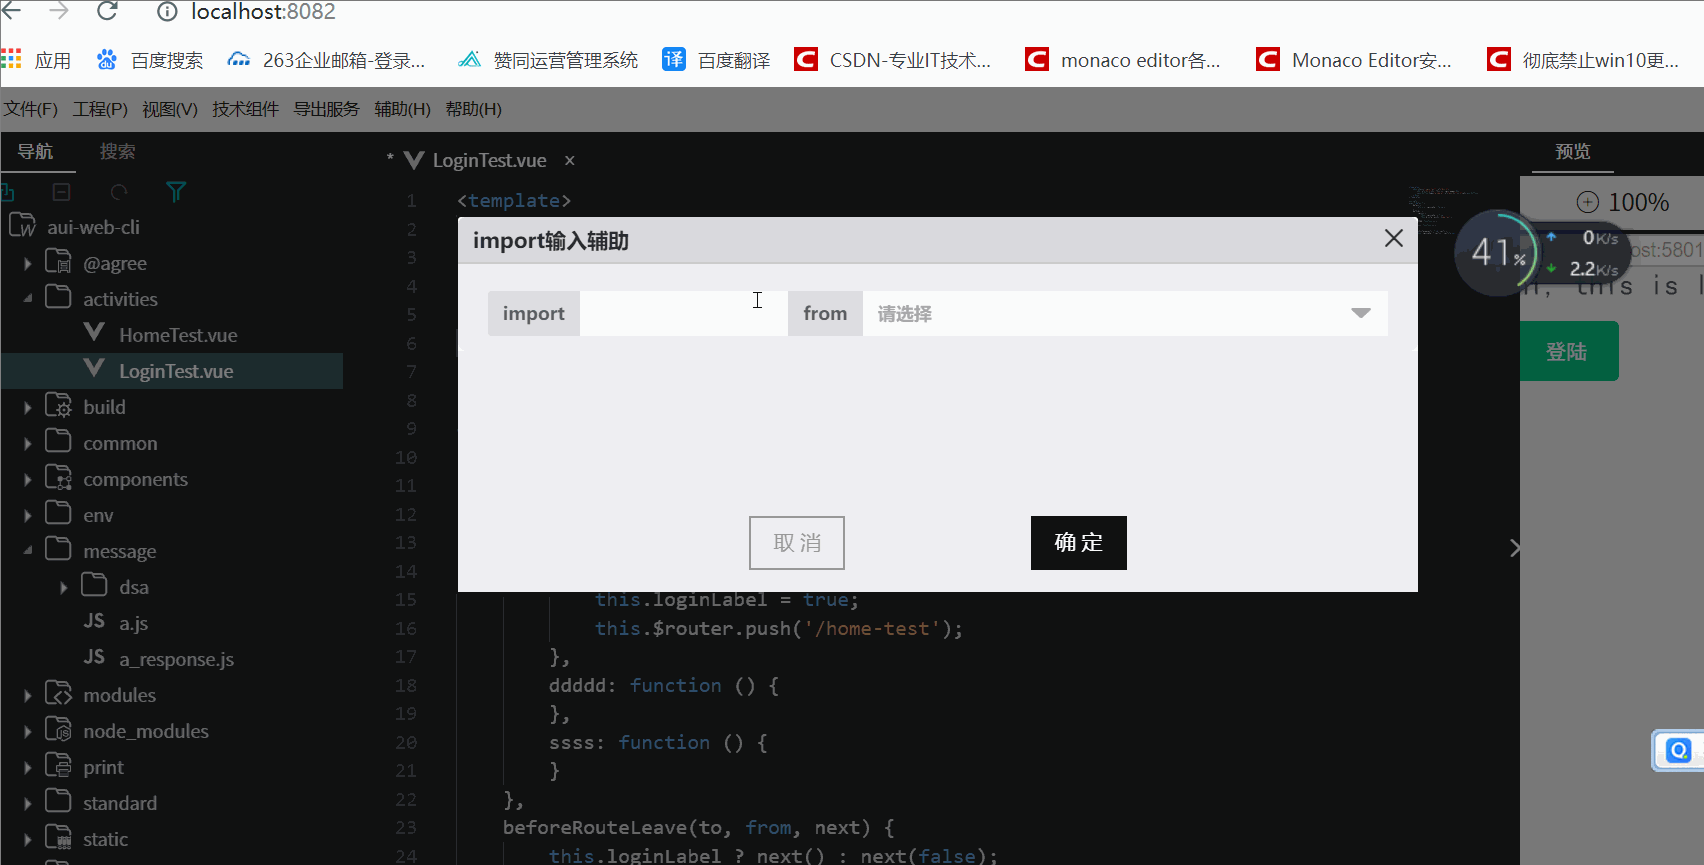 localhost:8082
应用 百度搜索 263企业邮箱-登录... 赞同运营管理系统 译 百度翻译 CSDN-专业IT技术... monaco editor各... Monaco Editor安... 彻底禁止win10更...
文件(F) 工程(P) 视图(V) 技术组件 导出服务 辅助(H) 帮助(H)
导航 搜索
* LoginTest.vue ×
预览
100%
aui-web-cli
@agree
activities
HomeTest.vue
LoginTest.vue
build
common
components
env
message
dsa
JS a.js
JS a_response.js
modules
node_modules
print
standard
static
1 <template>
2
3
4
5
6
7
8
9
10
11
12
13
14
15 this.loginLabel = true;
16 this.$router.push('/home-test');
17 },
18 ddddd: function () {
19 },
20 ssss: function () {
21 }
22 },
23 beforeRouteLeave(to, from, next) {
24 this.loginLabel ? next() : next(false);
import输入辅助
import
from 请选择
取消 确定
41%
0K/s
2.2K/s
ost:5801
, this is l
登陆